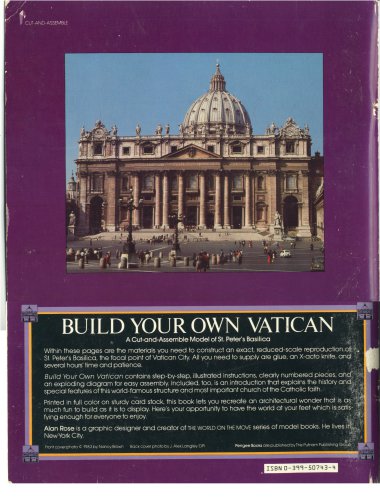 CUT-AND-ASSEMBLE
BUILD YOUR OWN VATICAN
A Cut-and-Assemble Model of St. Peter's Basilica
Within these pages are the materials you need to construct an exact, reduced-scale reproduction of
St. Peter's Basilica, the focal point of Vatican City. All you need to supply are glue, an X-acto knife, and
several hours' time and patience.
Build Your Own Vatican contains step-by-step, illustrated instructions, clearly numbered pieces, and
an exploding diagram for easy assembly. Included, too, is an introduction that explains the history and
special features of this world-famous structure and most important church of the Catholic faith.
Printed in full color on sturdy card stock, this book lets you recreate an architectural wonder that is as
much fun to build as it is to display. Here's your opportunity to have the world at your feet which is satis-
fying enough for everyone to enjoy.
Alan Rose is a graphic designer and creator of THE WORLD ON THE MOVE series of model books. He lives in
New York City.
Front cover photo © 1982 by Nancy Brown
Back cover photo by J. Alex Langley, DPI
Perigee Books are published by The Putnam Publishing Group
ISBN 0-399-50743-4